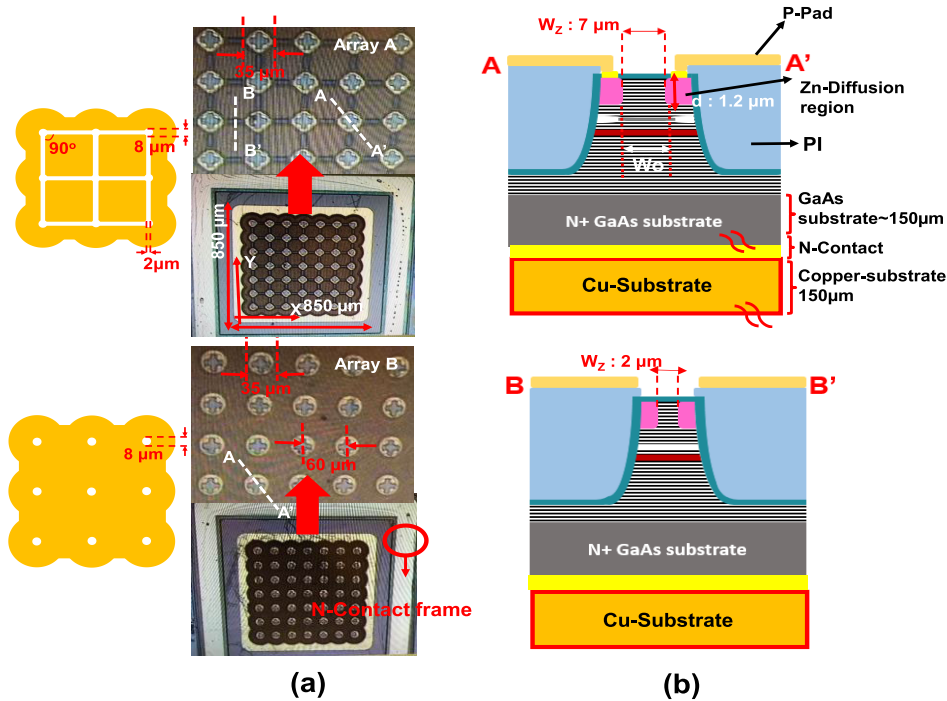 Array A
35 µm
B
A
B'
A'
90°
8 µm
2µm
850 µm
Y
X
850 µm
Array B
35 µm
60 µm
A
A'
8 µm
N-Contact frame
(a)
W_Z : 7 µm
P-Pad
A
A'
Zn-Diffusion region
d : 1.2 µm
PI
Wo
GaAs
substrate~150µm
N+ GaAs substrate
N-Contact
Cu-Substrate
Copper-substrate
150µm
W_Z : 2 µm
B
B'
N+ GaAs substrate
Cu-Substrate
(b)